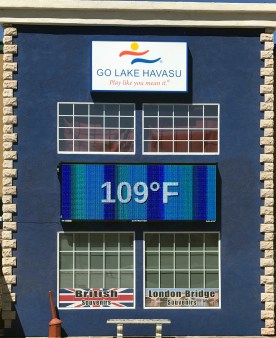 GO LAKE HAVASU
Play like you mean it.®
109°F
British
Souvenirs
London Bridge
Souvenirs